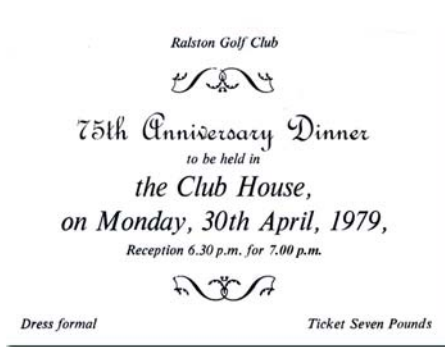 Ralston Golf Club
75th Anniversary Dinner
to be held in
the Club House,
on Monday, 30th April, 1979,
Reception 6.30 p.m. for 7.00 p.m.
Dress formal
Ticket Seven Pounds